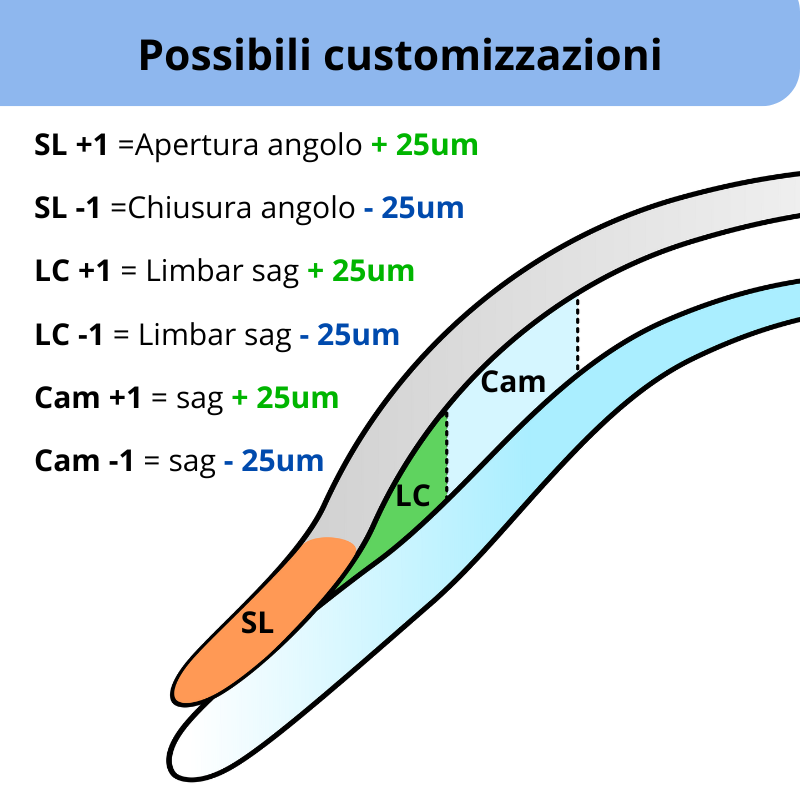 Possibili customizzazioni
SL +1 =Apertura angolo + 25um
SL -1 =Chiusura angolo - 25um
LC +1 = Limbar sag + 25um
LC -1 = Limbar sag - 25um
Cam +1 = sag + 25um
Cam -1 = sag - 25um
Cam
LC
SL